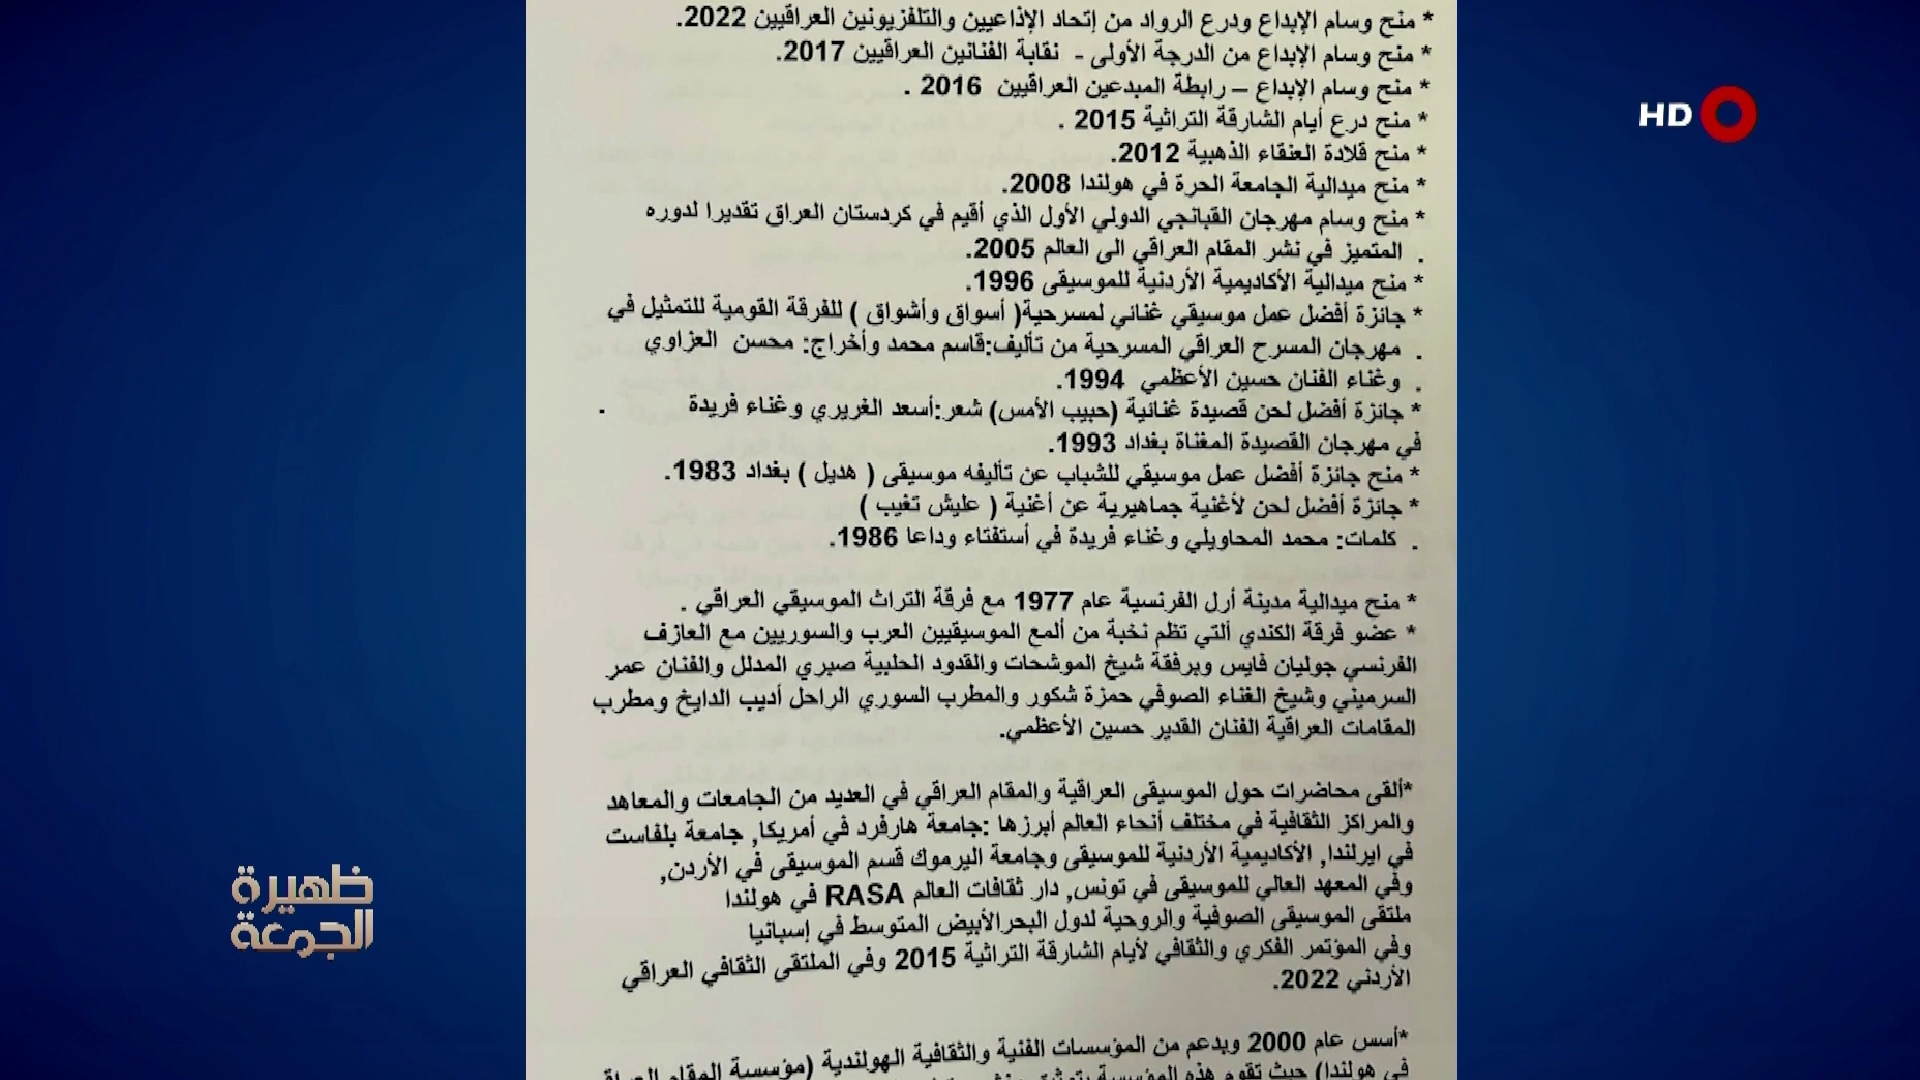 * منح وسام الإبداع ودرع الرواد من إتحاد الإذاعيين والتلفزيونين العراقيين 2022.
* منح وسام الإبداع من الدرجة الأولى - نقابة الفنانين العراقيين 2017.
* منح وسام الإبداع – رابطة المبدعين العراقيين 2016 .
* منح درع أيام الشارقة التراثية 2015 .
* منح قلادة العنقاء الذهبية 2012.
* منح ميدالية الجامعة الحرة في هولندا 2008.
* منح وسام مهرجان القبانجي الدولي الأول الذي أقيم في كردستان العراق تقديرا لدوره
. المتميز في نشر المقام العراقي الى العالم 2005.
* منح ميدالية الأكاديمية الأردنية للموسيقى 1996.
* جائزة أفضل عمل موسيقي غنائي لمسرحية( أسواق وأشواق ) للفرقة القومية للتمثيل في
. مهرجان المسرح العراقي المسرحية من تأليف:قاسم محمد وأخراج: محسن العزاوي
. وغناء الفنان حسين الأعظمي 1994.
* جائزة أفضل لحن قصيدة غنائية (حبيب الأمس) شعر:أسعد الغريري وغناء فريدة .
في مهرجان القصيدة المغناة بغداد 1993.
* منح جائزة أفضل عمل موسيقي للشباب عن تأليفه موسيقى ( هديل ) بغداد 1983.
* جائزة أفضل لحن لأغنية جماهيرية عن أغنية ( عليش تغيب )
. كلمات: محمد المحاويلي وغناء فريدة في أستفتاء وداعا 1986.
* منح ميدالية مدينة أرل الفرنسية عام 1977 مع فرقة التراث الموسيقي العراقي .
* عضو فرقة الكندي ألتي تظم نخبة من ألمع الموسيقيين العرب والسوريين مع العازف
الفرنسي جوليان فايس وبرفقة شيخ الموشحات والقدود الحلبية صبري المدلل والفنان عمر
السرميني وشيخ الغناء الصوفي حمزة شكور والمطرب السوري الراحل أديب الدايخ ومطرب
المقامات العراقية الفنان القدير حسين الأعظمي.
*ألقى محاضرات حول الموسيقى العراقية والمقام العراقي في العديد من الجامعات والمعاهد
والمراكز الثقافية في مختلف أنحاء العالم أبرزها :جامعة هارفرد في أمريكا, جامعة بلفاست
في ايرلندا, الأكاديمية الأردنية للموسيقى وجامعة اليرموك قسم الموسيقى في الأردن,
وفي المعهد العالي للموسيقى في تونس, دار ثقافات العالم RASA في هولندا
ملتقى الموسيقى الصوفية والروحية لدول البحرالأبيض المتوسط في إسبانيا
وفي المؤتمر الفكري والثقافي لأيام الشارقة التراثية 2015 وفي الملتقى الثقافي العراقي
الأردني 2022.
*أسس عام 2000 وبدعم من المؤسسات الفنية والثقافية الهولندية (مؤسسة المقام العراقي
في هولندا) حيث تقوم هذه المؤسسة
HD
ظهيرة
الجمعة